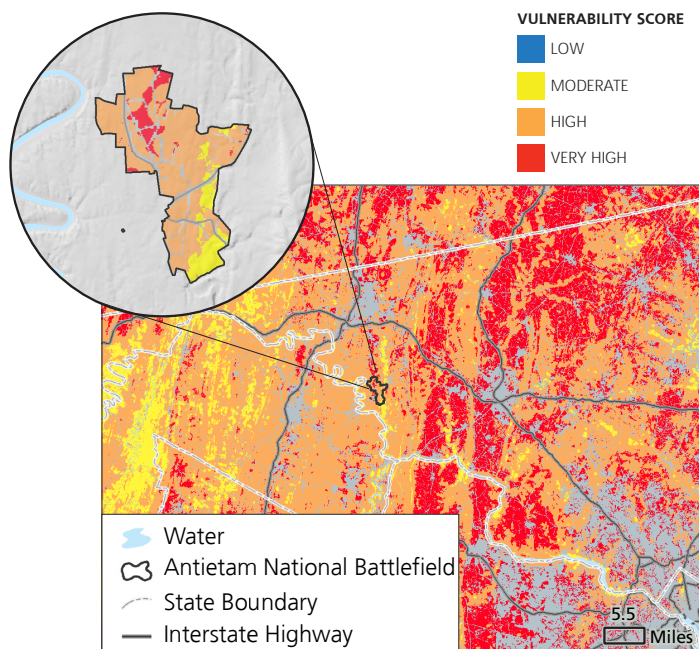 VULNERABILITY SCORE
LOW
MODERATE
HIGH
VERY HIGH
Water
Antietam National Battlefield
State Boundary
Interstate Highway
5.5
Miles